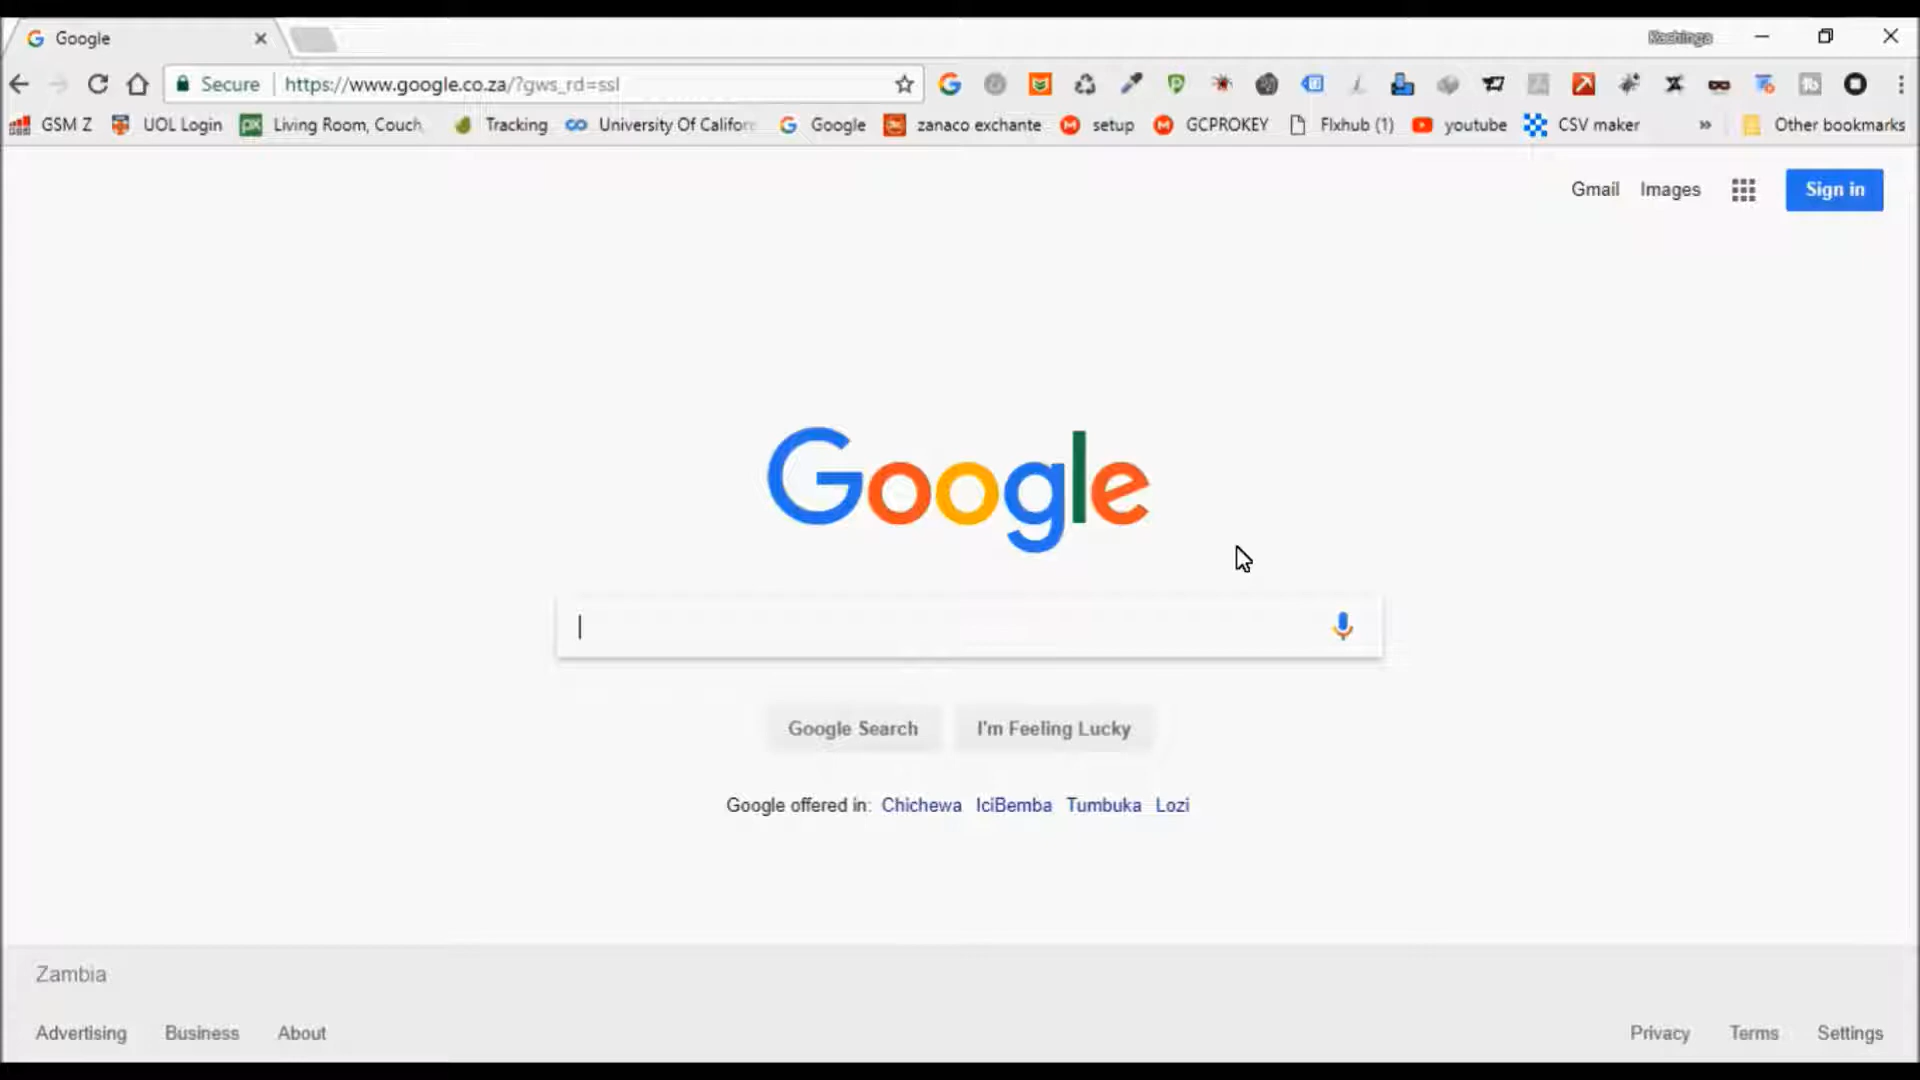 Google
Kachinga
Secure https://www.google.co.za/?gws_rd=ssl
GSM Z UOL Login Living Room, Couch Tracking University Of Califor Google zanaco exchante setup GCPROKEY Flxhub (1) youtube CSV maker » Other bookmarks
Gmail Images Sign in
Google
Google Search I'm Feeling Lucky
Google offered in: Chichewa IciBemba Tumbuka Lozi
Zambia
Advertising Business About Privacy Terms Settings